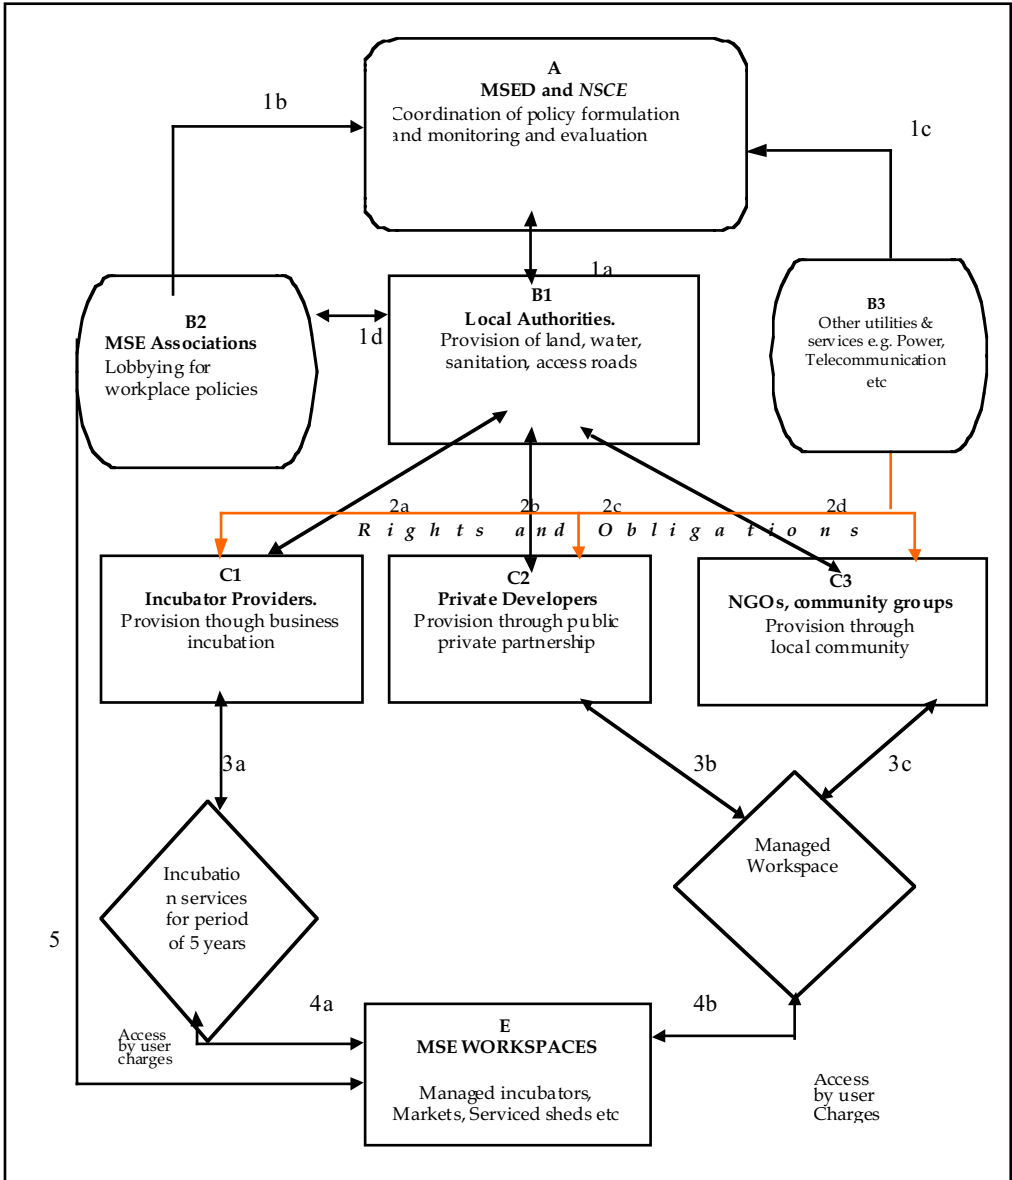 A
MSED and NSCE
Coordination of policy formulation
and monitoring and evaluation
1b
1c
1a
B1
Local Authorities.
Provision of land, water,
sanitation, access roads
B2
MSE Associations
Lobbying for
workplace policies
1d
B3
Other utilities &
services e.g. Power,
Telecommunication
etc
2a
2b
2c
2d
Rights and Obligations
C1
Incubator Providers.
Provision though business
incubation
C2
Private Developers
Provision through public
private partnership
C3
NGOs, community groups
Provision through
local community
3a
3b
3c
Incubatio
n services
for period
of 5 years
Managed
Workspace
5
4a
4b
Access
by user
charges
E
MSE WORKSPACES
Managed incubators,
Markets, Serviced sheds etc
Access
by user
Charges